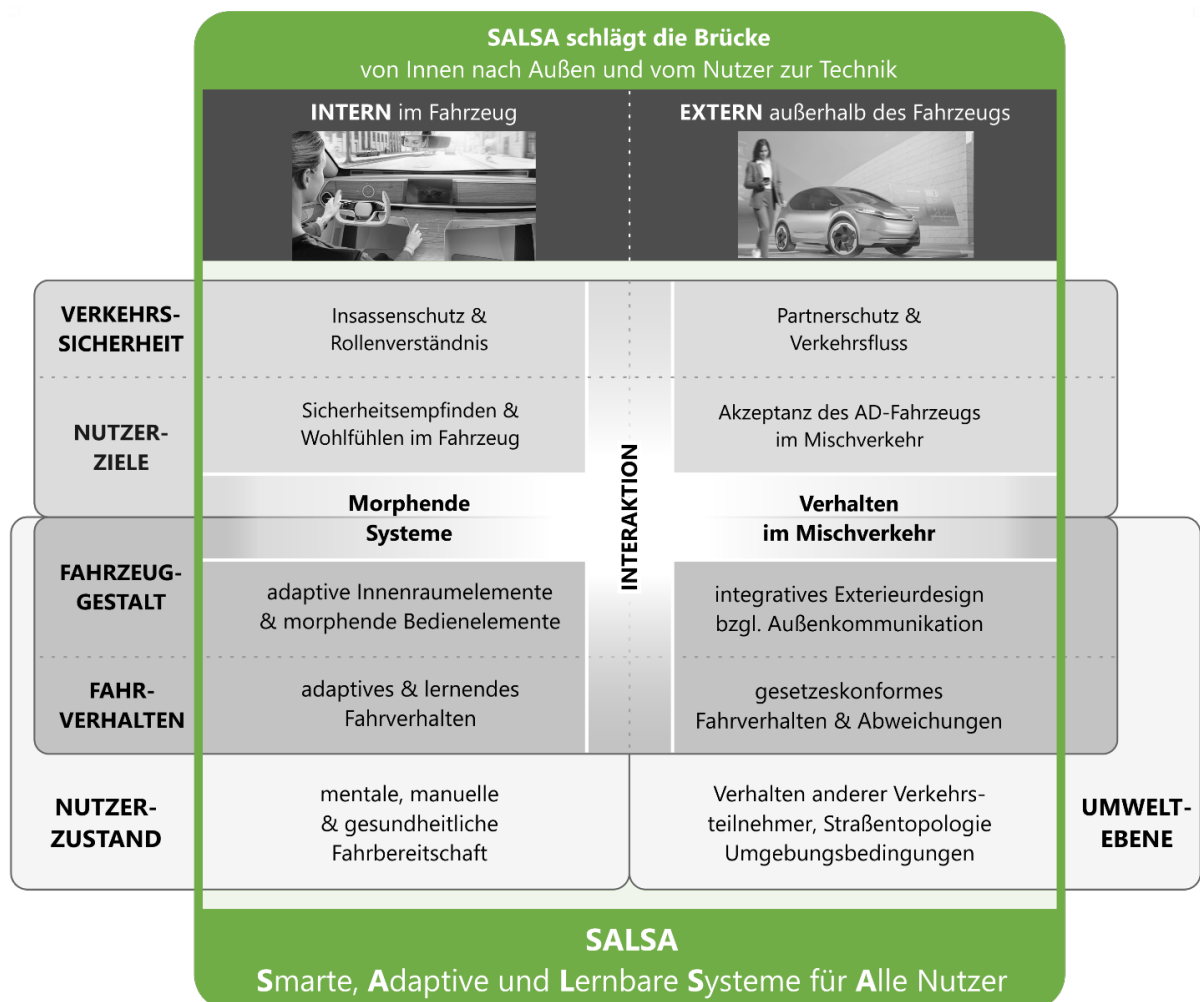 SALSA schlägt die Brücke
von Innen nach Außen und vom Nutzer zur Technik
INTERN im Fahrzeug
EXTERN außerhalb des Fahrzeugs
VERKEHRS-
SICHERHEIT
Insassenschutz &
Rollenverständnis
Partnerschutz &
Verkehrsfluss
NUTZER-
ZIELE
Sicherheitsempfinden &
Wohlfühlen im Fahrzeug
Akzeptanz des AD-Fahrzeugs
im Mischverkehr
INTERAKTION
Morphende
Systeme
Verhalten
im Mischverkehr
FAHRZEUG-
GESTALT
adaptive Innenraumelemente
& morphende Bedienelemente
integratives Exterieurdesign
bzgl. Außenkommunikation
FAHR-
VERHALTEN
adaptives & lernendes
Fahrverhalten
gesetzeskonformes
Fahrverhalten & Abweichungen
NUTZER-
ZUSTAND
mentale, manuelle
& gesundheitliche
Fahrbereitschaft
Verhalten anderer Verkehrs-
teilnehmer, Straßentopologie
Umgebungsbedingungen
UMWELT-
EBENE
SALSA
Smarte, Adaptive und Lernbare Systeme für Alle Nutzer